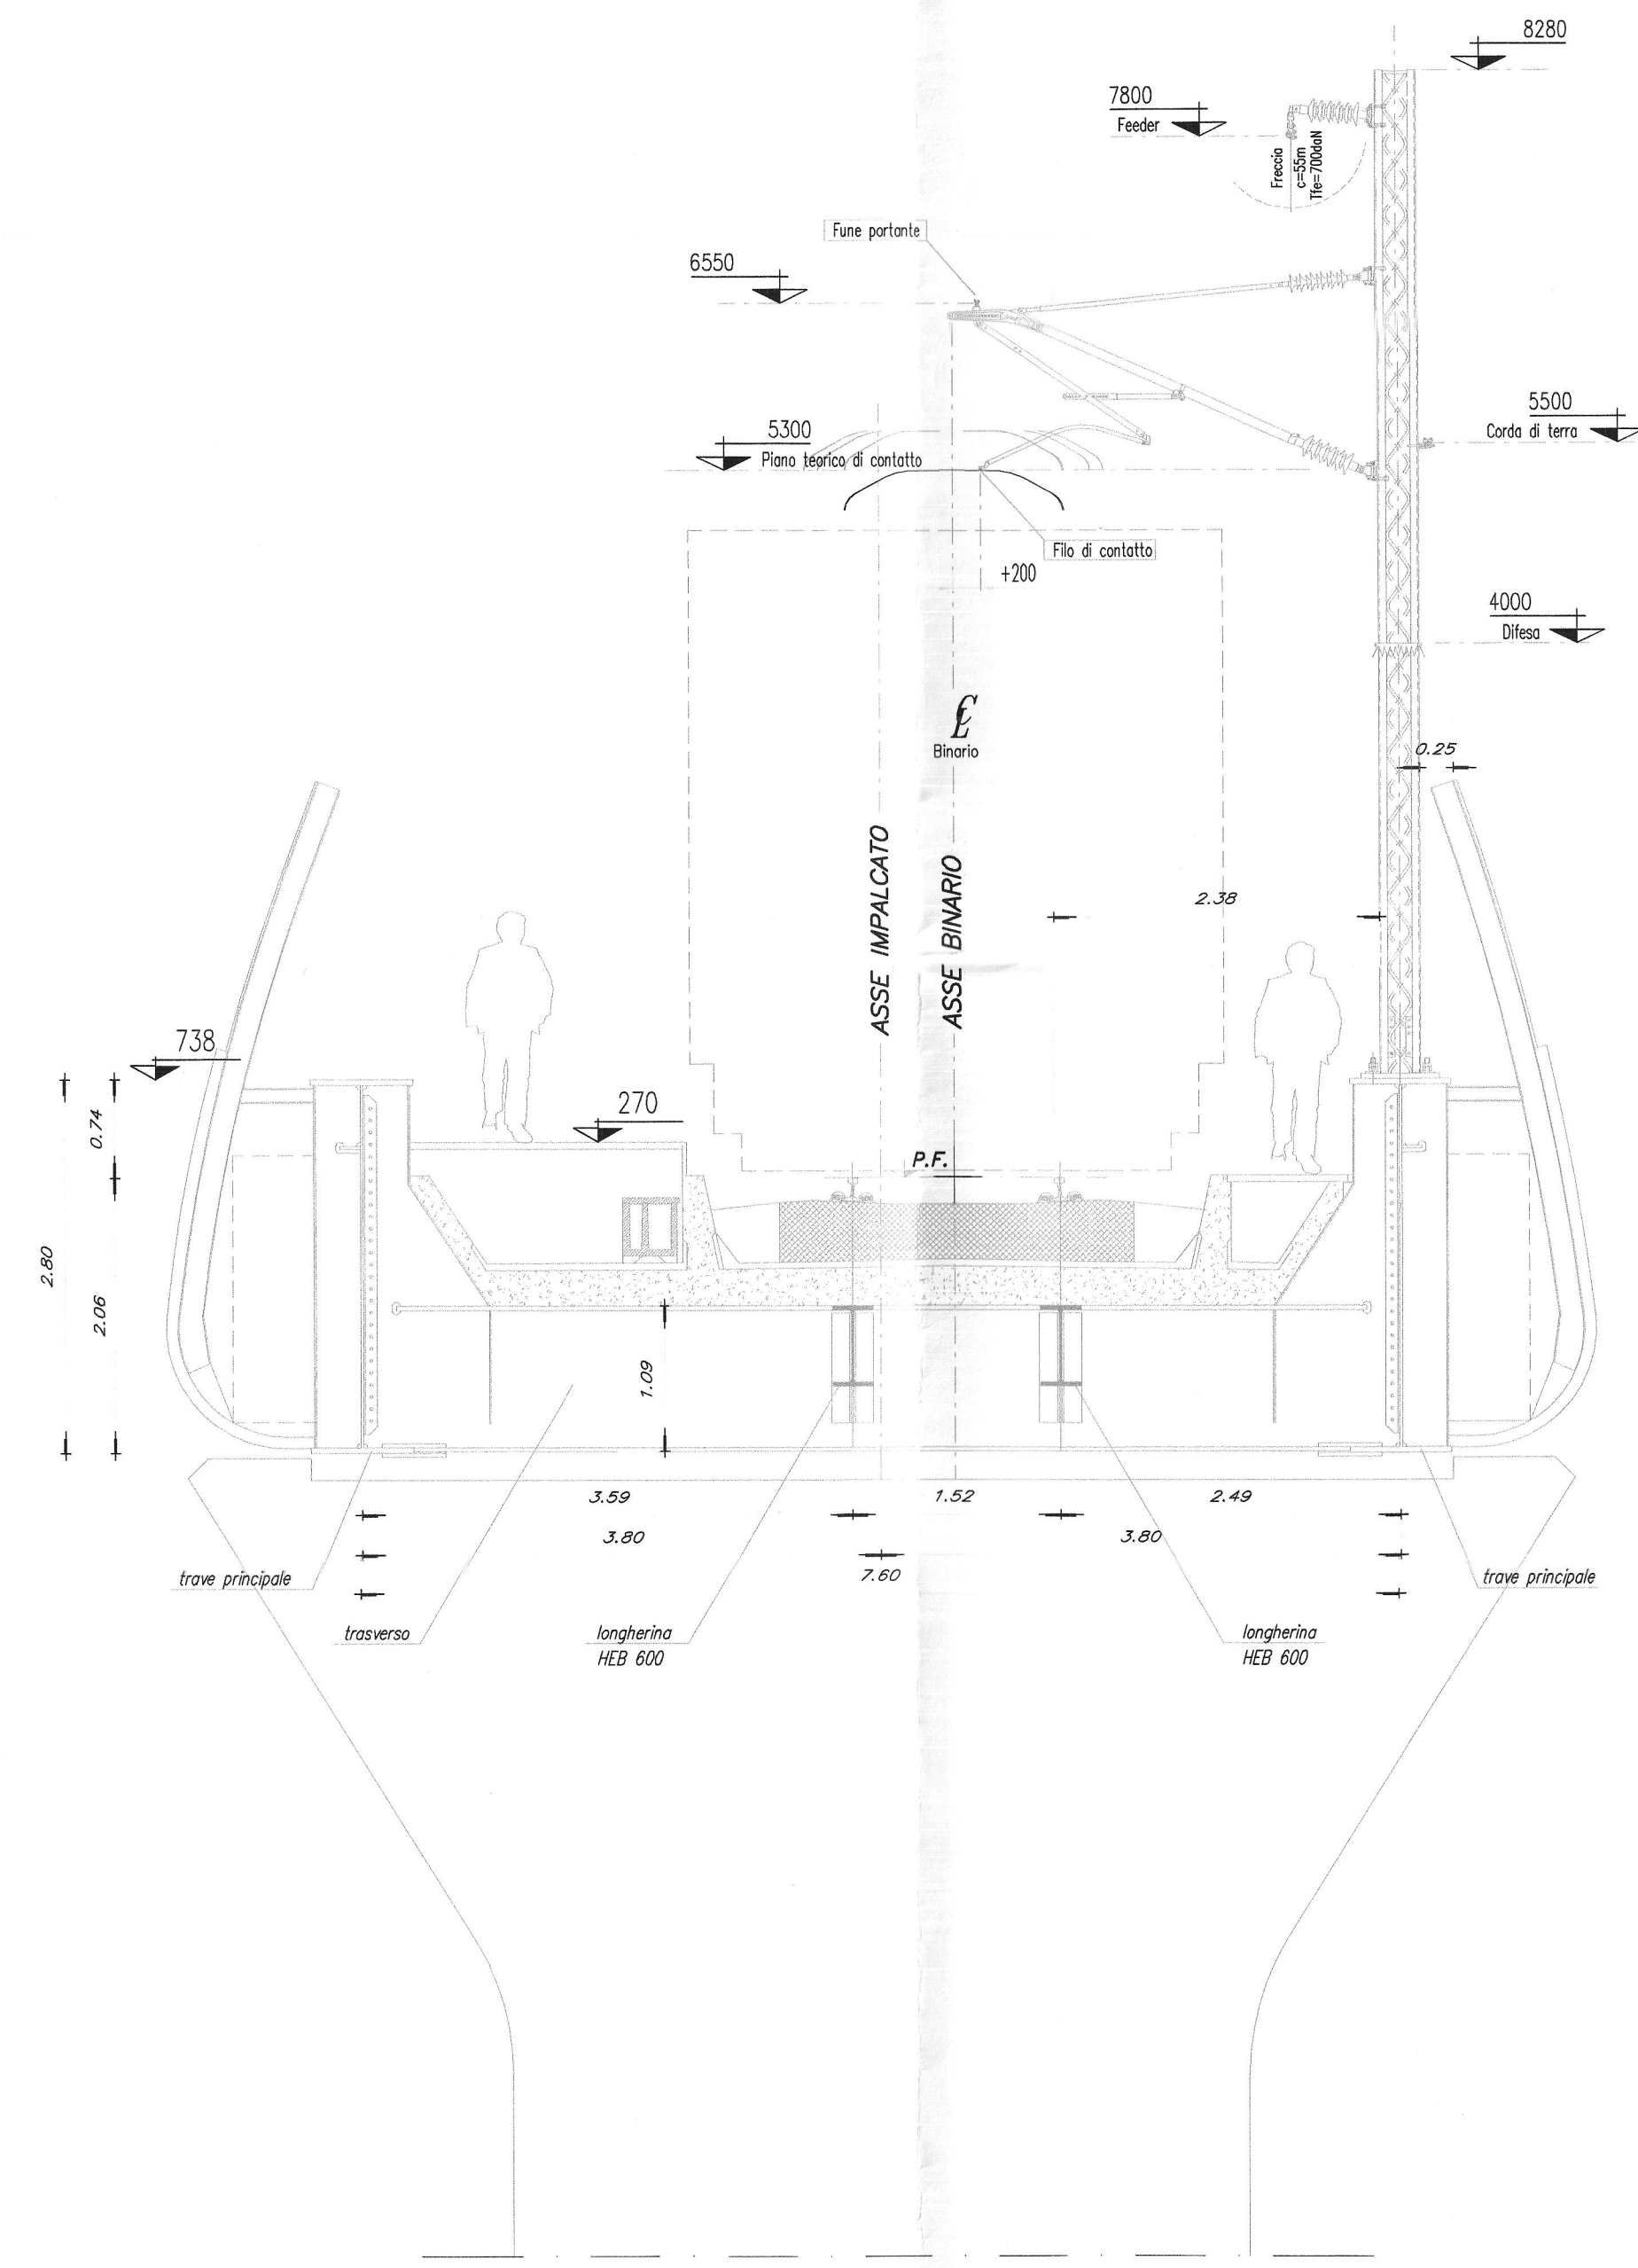 8280
7800
Feeder
Freccia
c=55m
Tfe=700daN
Fune portante
6550
5500
Corda di terra
5300
Piano teorico di contatto
Filo di contatto
+200
4000
Difesa
CL
Binario
0.25
ASSE IMPALCATO
ASSE BINARIO
2.38
738
270
0.74
P.F.
2.80
2.06
1.09
3.59
1.52
2.49
3.80
3.80
7.60
trave principale
trave principale
trasverso
longherina
HEB 600
longherina
HEB 600